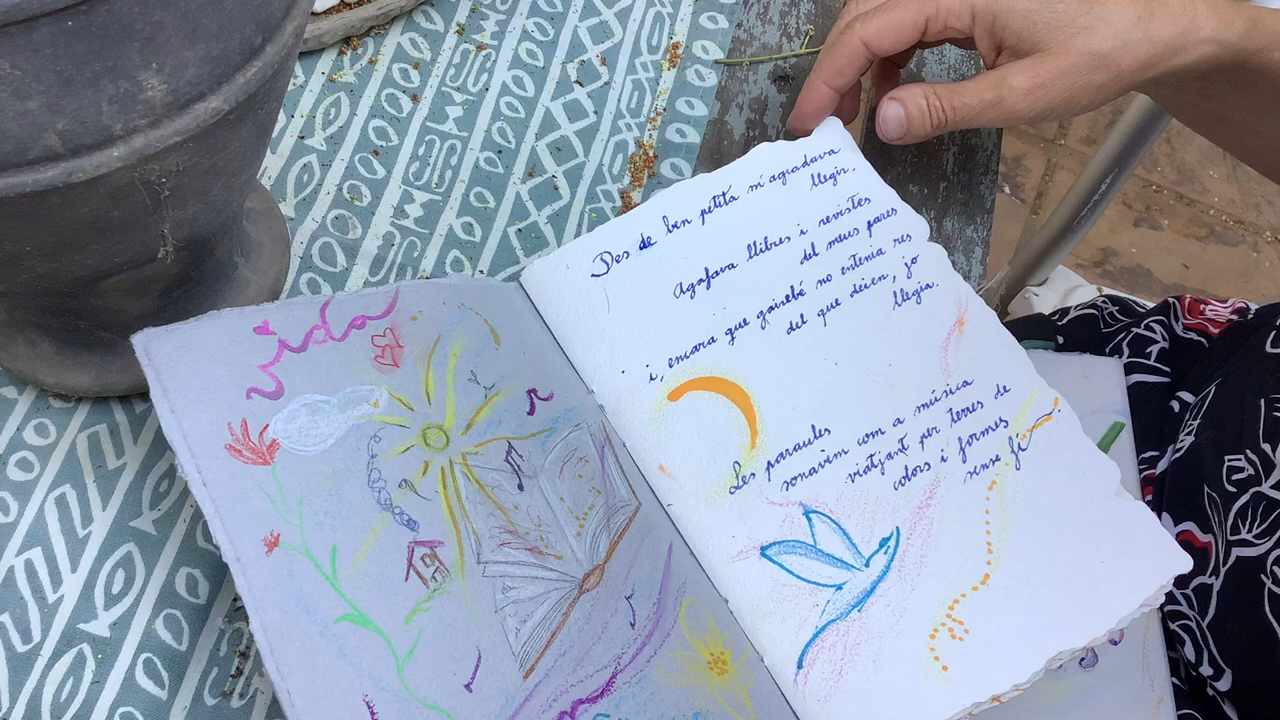 vida
Des de ben petita m'agradava
llegir.
Agafava llibres i revistes
del meus pares
i, encara que gairebé no entenia res
del que deien, jo
llegia.
Les paraules
sonaven com a música
viatjant per terres de
colors i formes
sense fi